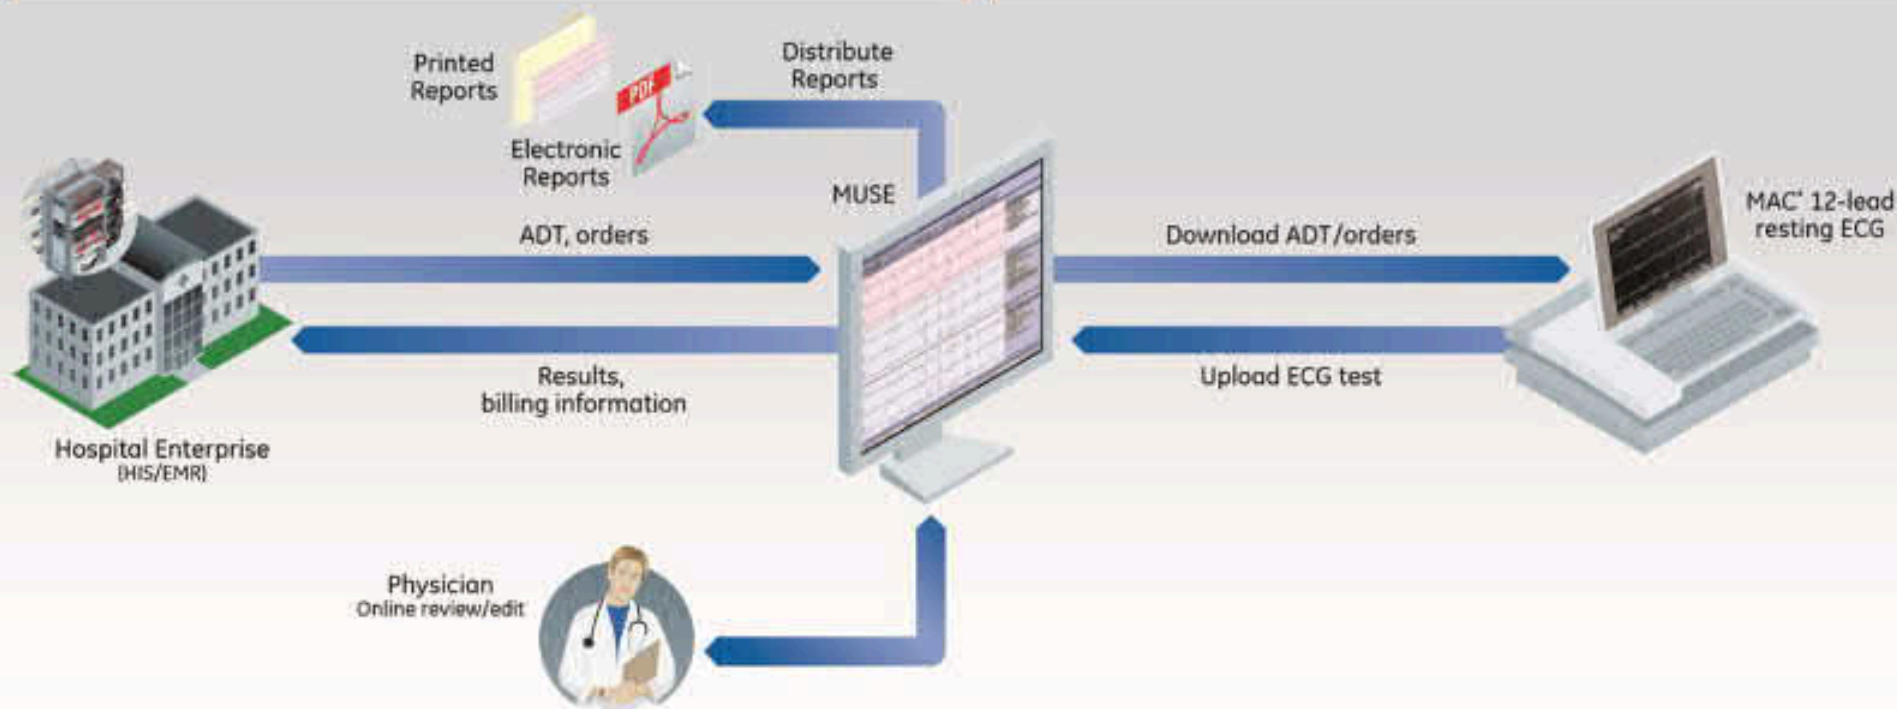 Printed
Reports
Distribute
Reports
PDF
Electronic
Reports
MUSE
MAC* 12-lead
resting ECG
ADT, orders
Download ADT/orders
Results,
billing information
Upload ECG test
Hospital Enterprise
(HIS/EMR)
Physician
Online review/edit